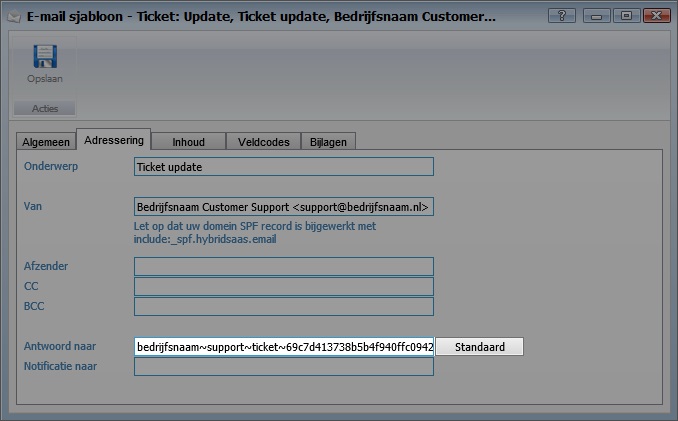 E-mail sjabloon - Ticket: Update, Ticket update, Bedrijfsnaam Customer...
?
Opslaan
Acties
Algemeen Adressering Inhoud Veldcodes Bijlagen
Onderwerp Ticket update
Van Bedrijfsnaam Customer Support <support@bedrijfsnaam.nl>
Let op dat uw domein SPF record is bijgewerkt met
include:_spf.hybridsaas.email
Afzender
CC
BCC
Antwoord naar bedrijfsnaam~support~ticket~69c7d413738b5b4f940ffc0942 Standaard
Notificatie naar